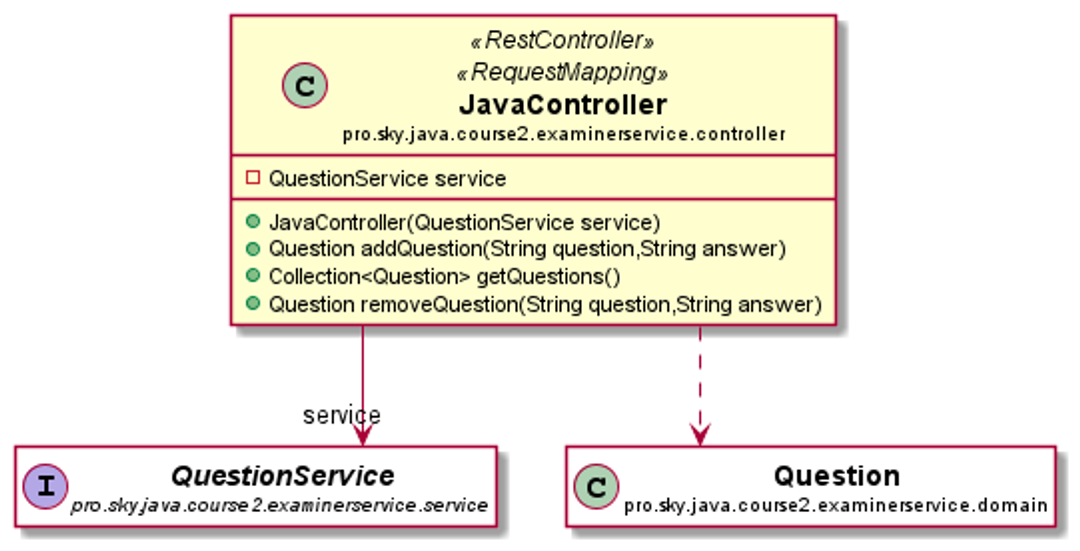 «RestController»
«RequestMapping»
C JavaController
pro.sky.java.course2.examinerservice.controller
QuestionService service
JavaController(QuestionService service)
Question addQuestion(String question,String answer)
Collection<Question> getQuestions()
Question removeQuestion(String question,String answer)
service
I QuestionService
pro.sky.java.course2.examinerservice.service
C Question
pro.sky.java.course2.examinerservice.domain